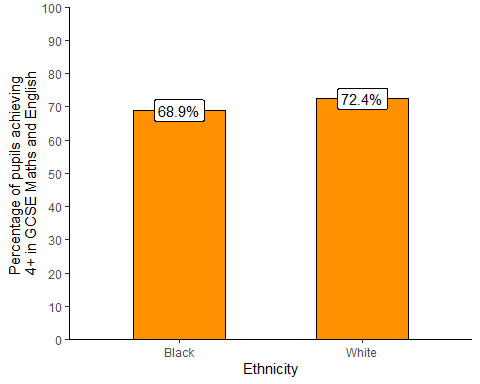 Percentage of pupils achieving
4+ in GCSE Maths and English
100
90
80
70
60
50
40
30
20
10
0
68.9%
72.4%
Black
White
Ethnicity